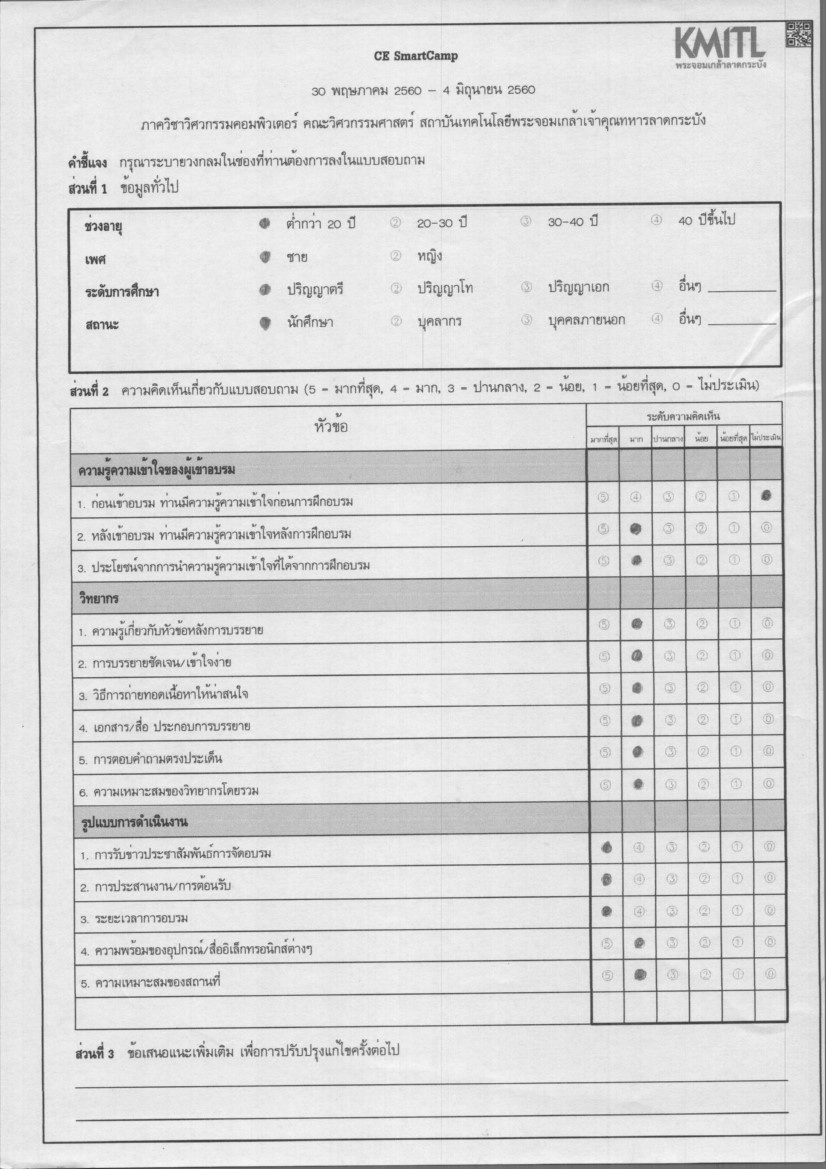 KMITL
พระจอมเกล้าลาดกระบัง
CE SmartCamp
30 พฤษภาคม 2560 - 4 มิถุนายน 2560
ภาควิชาวิศวกรรมคอมพิวเตอร์ คณะวิศวกรรมศาสตร์ สถาบันเทคโนโลยีพระจอมเกล้าเจ้าคุณทหารลาดกระบัง
คำชี้แจง กรุณาระบายวงกลมในช่องที่ท่านต้องการลงในแบบสอบถาม
ส่วนที่ 1 ข้อมูลทั่วไป
ช่วงอายุ ต่ำกว่า 20 ปี ② 20-30 ปี ③ 30-40 ปี ④ 40 ปีขึ้นไป
เพศ ชาย ② หญิง
ระดับการศึกษา ปริญญาตรี ② ปริญญาโท ③ ปริญญาเอก ④ อื่นๆ
สถานะ นักศึกษา ② บุคลากร ③ บุคคลภายนอก ④ อื่นๆ
ส่วนที่ 2 ความคิดเห็นเกี่ยวกับแบบสอบถาม (5 - มากที่สุด, 4 - มาก, 3 - ปานกลาง, 2 - น้อย, 1 - น้อยที่สุด, 0 - ไม่ประเมิน)
หัวข้อ ระดับความคิดเห็น
มากที่สุด มาก ปานกลาง น้อย น้อยที่สุด ไม่ประเมิน
ความรู้ความเข้าใจของผู้เข้าอบรม
1. ก่อนเข้าอบรม ท่านมีความรู้ความเข้าใจก่อนการฝึกอบรม ⑤ ④ ③ ② ①
2. หลังเข้าอบรม ท่านมีความรู้ความเข้าใจหลังการฝึกอบรม ⑤ ③ ② ① ⓪
3. ประโยชน์จากการนำความรู้ความเข้าใจที่ได้จากการฝึกอบรม ⑤ ③ ② ① ⓪
วิทยากร
1. ความรู้เกี่ยวกับหัวข้อหลังการบรรยาย ⑤ ③ ② ① ⓪
2. การบรรยายชัดเจน/เข้าใจง่าย ⑤ ③ ② ① ⓪
3. วิธีการถ่ายทอดเนื้อหาให้น่าสนใจ ⑤ ③ ② ① ⓪
4. เอกสาร/สื่อ ประกอบการบรรยาย ⑤ ③ ② ① ⓪
5. การตอบคำถามตรงประเด็น ⑤ ③ ② ① ⓪
6. ความเหมาะสมของวิทยากรโดยรวม ⑤ ③ ② ① ⓪
รูปแบบการดำเนินงาน
1. การรับข่าวประชาสัมพันธ์การจัดอบรม ④ ③ ② ① ⓪
2. การประสานงาน/การต้อนรับ ④ ③ ② ① ⓪
3. ระยะเวลาการอบรม ④ ③ ② ① ⓪
4. ความพร้อมของอุปกรณ์/สื่ออิเล็กทรอนิกส์ต่างๆ ⑤ ③ ② ① ⓪
5. ความเหมาะสมของสถานที่ ⑤ ③ ② ① ⓪
ส่วนที่ 3 ข้อเสนอแนะเพิ่มเติม เพื่อการปรับปรุงแก้ไขครั้งต่อไป